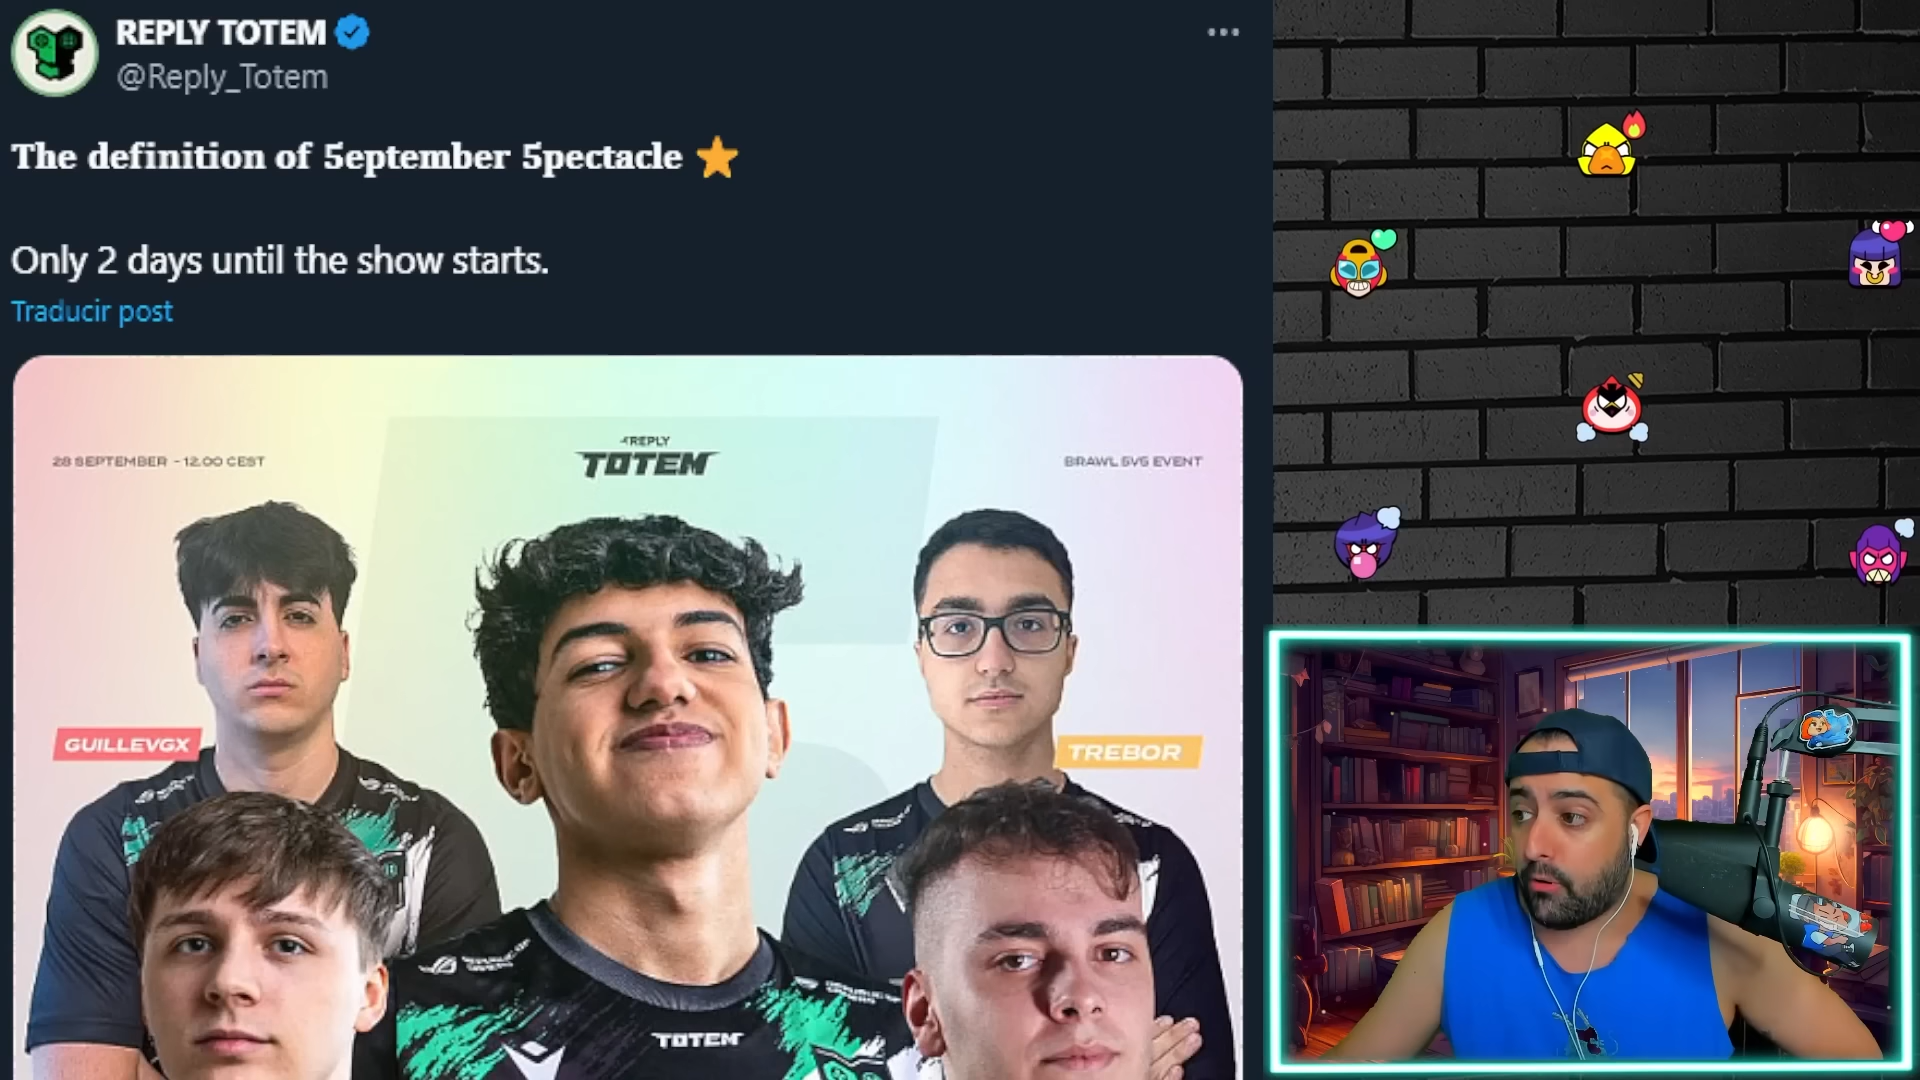 REPLY TOTEM
@Reply_Totem
The definition of 5eptember 5pectacle
Only 2 days until the show starts.
Traducir post
28 SEPTEMBER - 12.00 CEST
REPLY
TOTEM
BRAWL 5V5 EVENT
GUILLEVGX
TREBOR
TOTEM